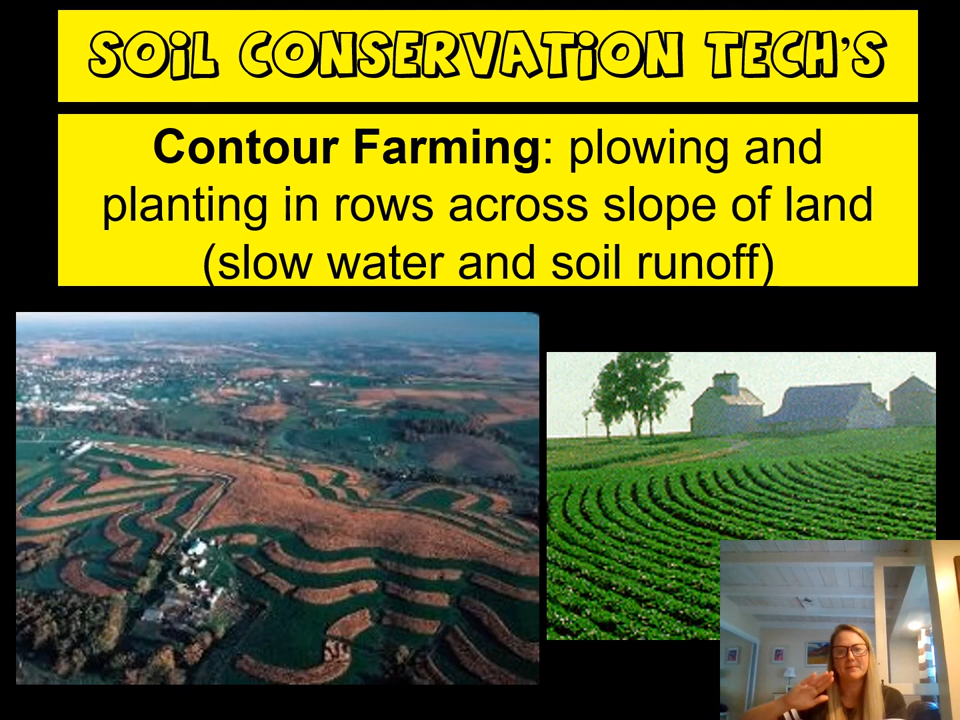 SOIL CONSERVATION TECH'S
Contour Farming: plowing and
planting in rows across slope of land
(slow water and soil runoff)